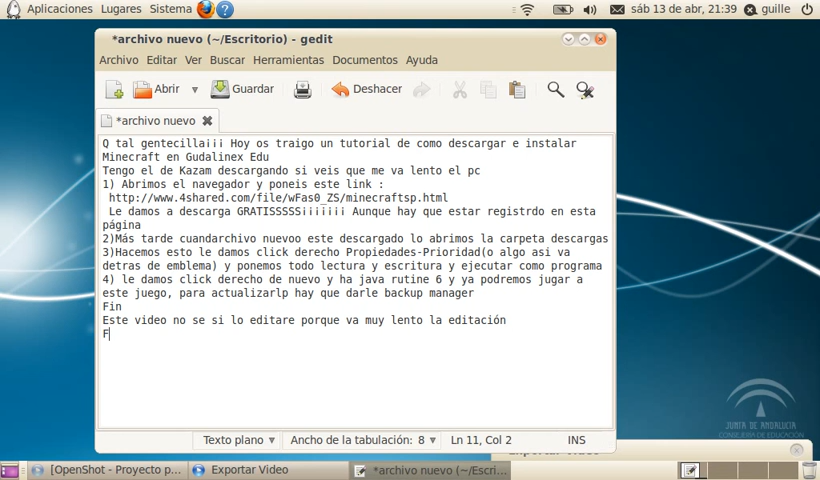 Aplicaciones Lugares Sistema
sáb 13 de abr, 21:39 guille
*archivo nuevo (~/Escritorio) - gedit
Archivo Editar Ver Buscar Herramientas Documentos Ayuda
Abrir Guardar Deshacer
*archivo nuevo
Q tal gentecilla¡¡¡ Hoy os traigo un tutorial de como descargar e instalar
Minecraft en Gudalinex Edu
Tengo el de Kazam descargando si veis que me va lento el pc
1) Abrimos el navegador y poneis este link :
http://www.4shared.com/file/wFas0_ZS/minecraftsp.html
Le damos a descarga GRATISSSSS¡¡¡¡¡¡¡ Aunque hay que estar registrdo en esta
página
2)Más tarde cuandarchivo nuevoo este descargado lo abrimos la carpeta descargas
3)Hacemos esto le damos click derecho Propiedades-Prioridad(o algo asi va
detras de emblema) y ponemos todo lectura y escritura y ejecutar como programa
4) le damos click derecho de nuevo y ha java rutine 6 y ya podremos jugar a
este juego, para actualizarlp hay que darle backup manager
Fin
Este video no se si lo editare porque va muy lento la editación
F
Texto plano Ancho de la tabulación: 8 Ln 11, Col 2 INS
JUNTA DE ANDALUCIA
CONSEJERÍA DE EDUCACIÓN
Exportar Video
[OpenShot - Proyecto p... Exportar Video *archivo nuevo (~/Escri...